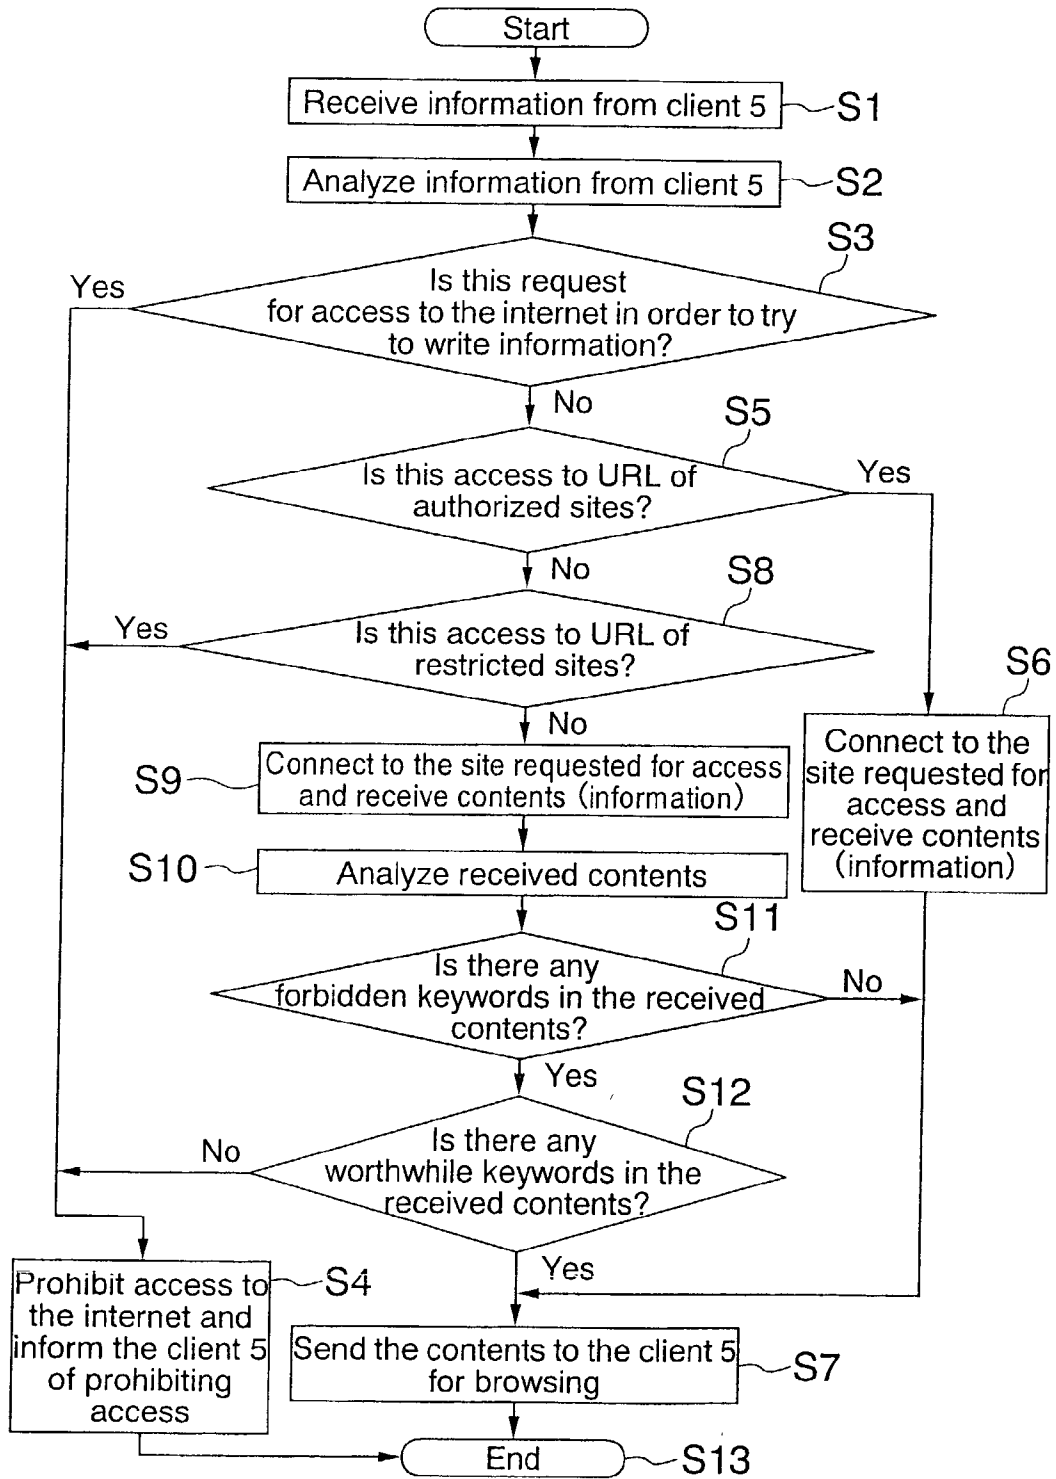 Start
Receive information from client 5
S1
Analyze information from client 5
S2
S3
Yes
Is this request
for access to the internet in order to try
to write information?
No
S5
Is this access to URL of
authorized sites?
Yes
No
S8
Yes
Is this access to URL of
restricted sites?
S6
No
Connect to the
site requested for
access and
receive contents
(information)
S9
Connect to the site requested for access
and receive contents (information)
S10
Analyze received contents
S11
Is there any
forbidden keywords in the received
contents?
No
Yes
S12
No
Is there any
worthwhile keywords in the
received contents?
Yes
Prohibit access to
the internet and
inform the client 5
of prohibiting
access
S4
Send the contents to the client 5
for browsing
S7
End
S13